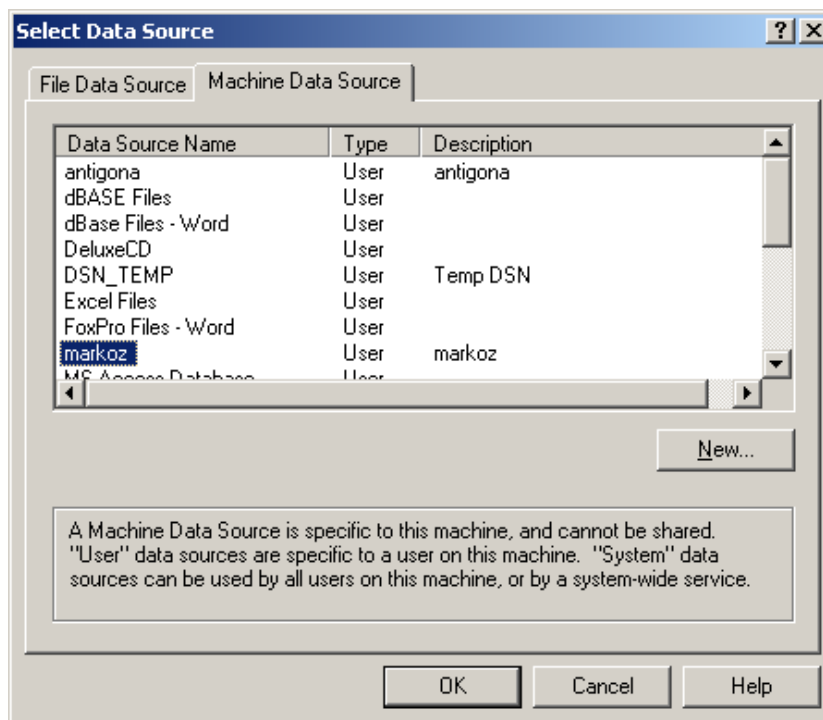 Select Data Source
File Data Source Machine Data Source
Data Source Name Type Description
antigona User antigona
dBASE Files User
dBase Files - Word User
DeluxeCD User
DSN_TEMP User Temp DSN
Excel Files User
FoxPro Files - Word User
markoz User markoz
MS Access Database User
New...
A Machine Data Source is specific to this machine, and cannot be shared.
"User" data sources are specific to a user on this machine. "System" data
sources can be used by all users on this machine, or by a system-wide service.
OK Cancel Help